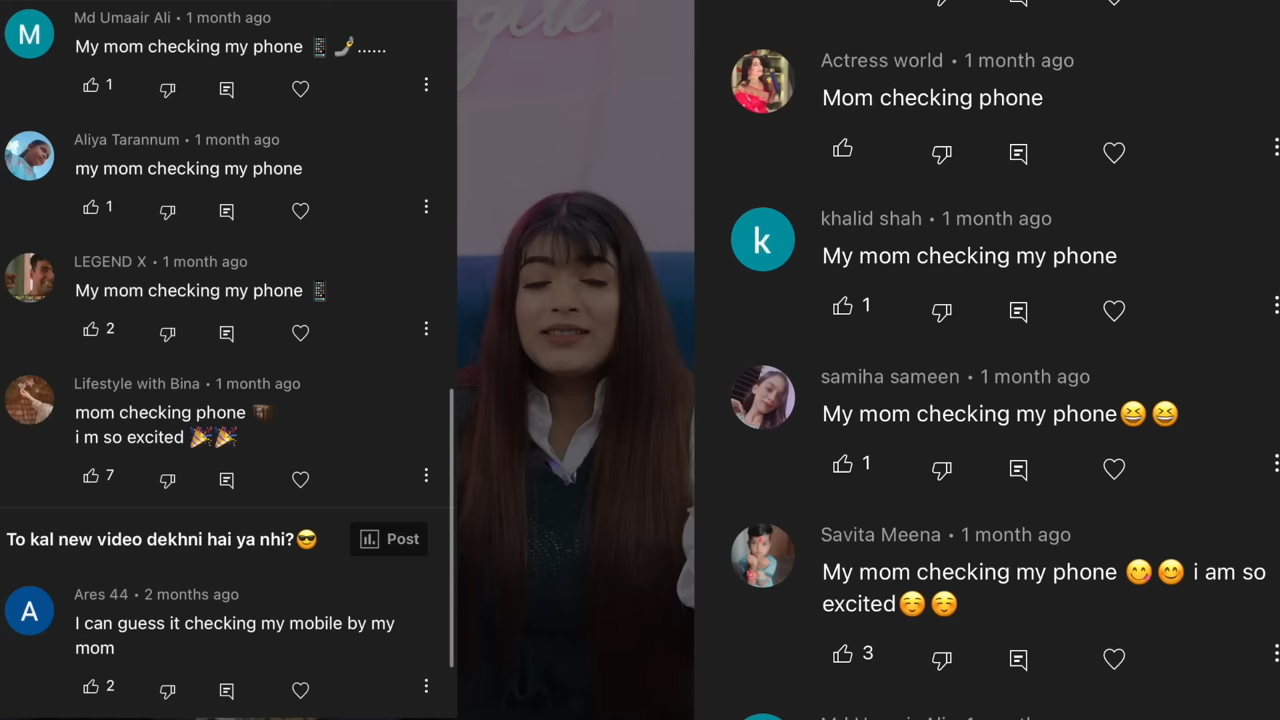 Md Umaair Ali • 1 month ago
My mom checking my phone 📱 🤳......
1
Aliya Tarannum • 1 month ago
my mom checking my phone
1
LEGEND X • 1 month ago
My mom checking my phone 📱
2
Lifestyle with Bina • 1 month ago
mom checking phone
i m so excited 🎉🎉
7
To kal new video dekhni hai ya nhi?😎
Post
Ares 44 • 2 months ago
I can guess it checking my mobile by my
mom
2
girl
Actress world • 1 month ago
Mom checking phone
khalid shah • 1 month ago
My mom checking my phone
1
samiha sameen • 1 month ago
My mom checking my phone😆😆
1
Savita Meena • 1 month ago
My mom checking my phone 😋 😊 i am so
excited☺️ ☺️
3